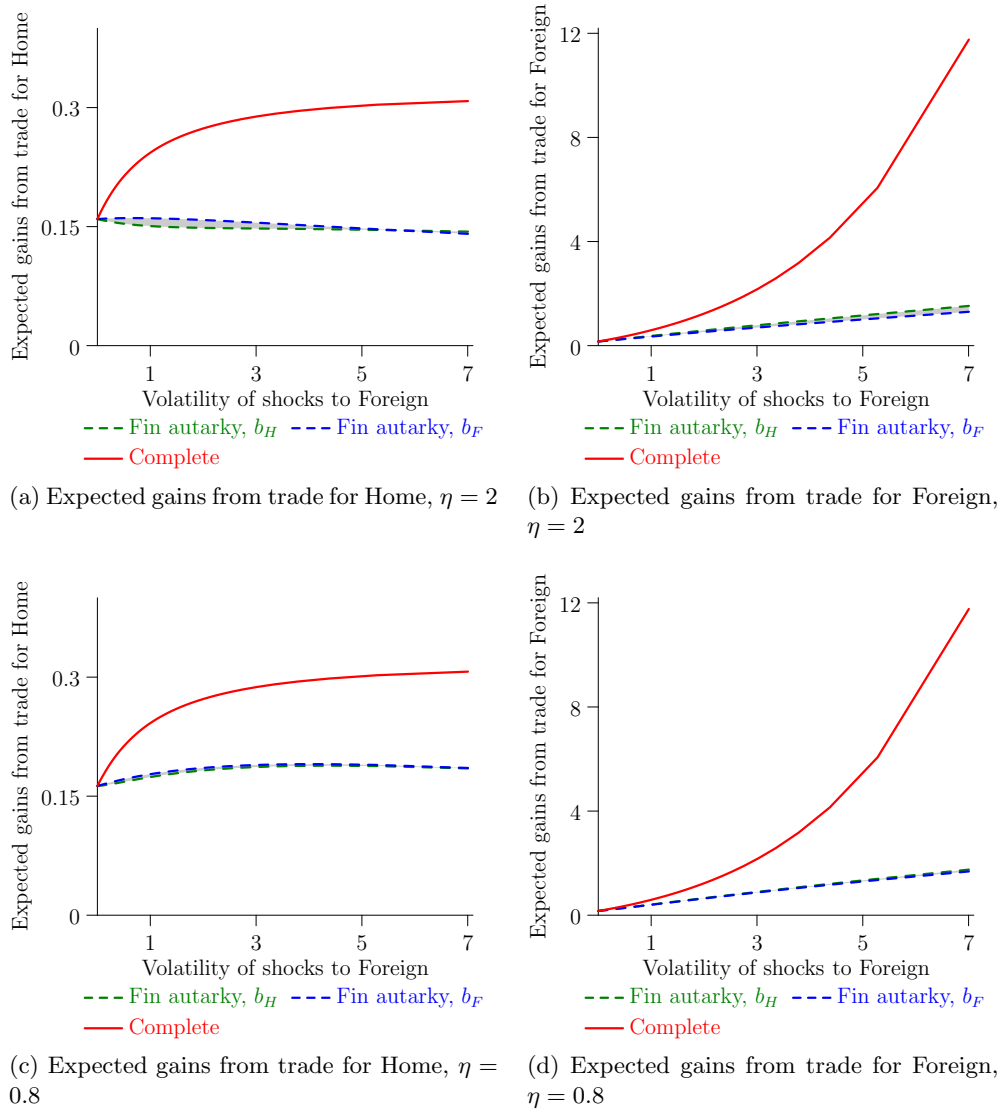 Expected gains from trade for Home
0.3
0.15
0
1 3 5 7
Volatility of shocks to Foreign
Fin autarky, b_H Fin autarky, b_F
Complete
(a) Expected gains from trade for Home, η = 2
Expected gains from trade for Foreign
12
8
4
0
1 3 5 7
Volatility of shocks to Foreign
Fin autarky, b_H Fin autarky, b_F
Complete
(b) Expected gains from trade for Foreign,
η = 2
Expected gains from trade for Home
0.3
0.15
0
1 3 5 7
Volatility of shocks to Foreign
Fin autarky, b_H Fin autarky, b_F
Complete
(c) Expected gains from trade for Home, η =
0.8
Expected gains from trade for Foreign
12
8
4
0
1 3 5 7
Volatility of shocks to Foreign
Fin autarky, b_H Fin autarky, b_F
Complete
(d) Expected gains from trade for Foreign,
η = 0.8